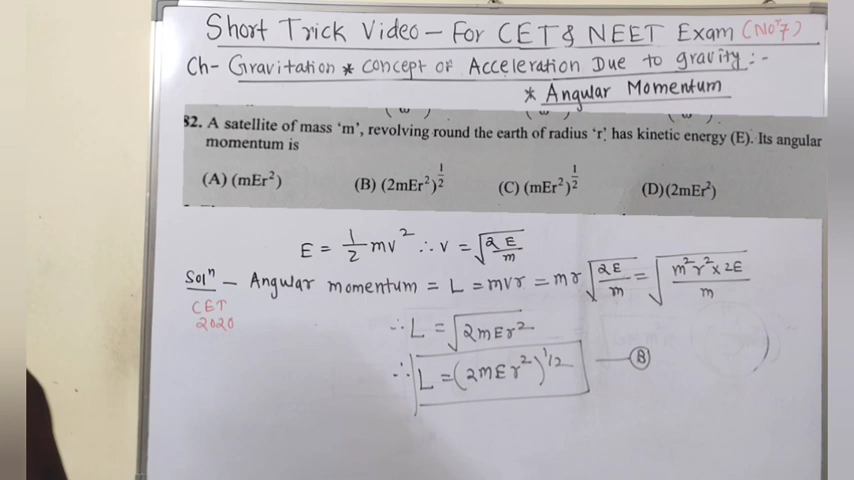 Short Trick Video - For CET & NEET Exam (No 7)
Ch- Gravitation * concept of Acceleration Due to gravity :-
* Angular Momentum
82. A satellite of mass 'm', revolving round the earth of radius 'r' has kinetic energy (E). Its angular
momentum is
(A) (mEr²) (B) (2mEr²)^1/2 (C) (mEr²)^1/2 (D) (2mEr²)
E = 1/2 mv² ∴ v = √(2E/m)
Solⁿ - Angular momentum = L = mvr = mr √(2E/m) = √(m²r² × 2E/m)
CET
2020
∴ L = √(2mEr²)
∴ L = (2mEr²)^1/2 — B